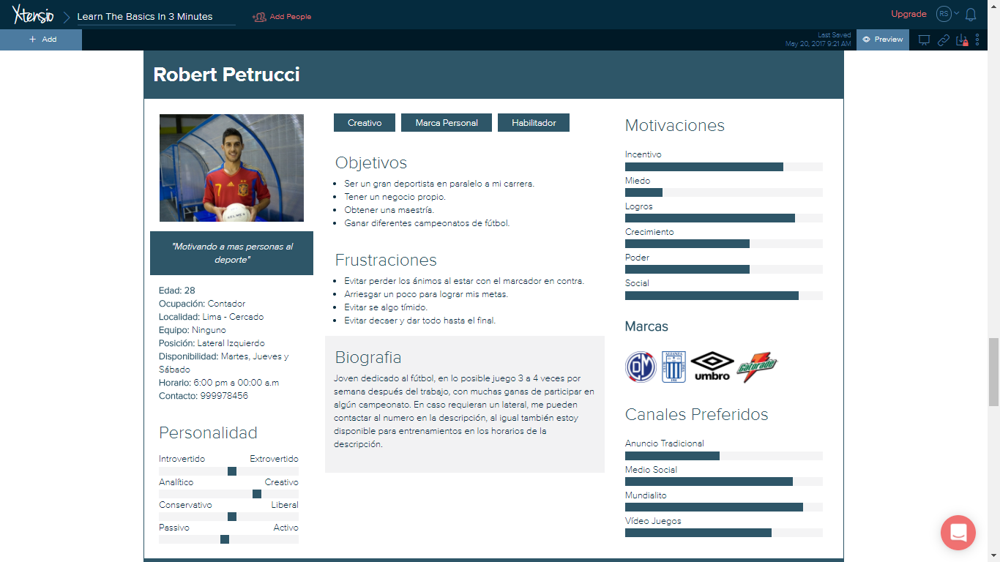 Xtensio
Learn The Basics In 3 Minutes
Add People
Upgrade
RS
+ Add
Last Saved
May 20, 2017 9:21 AM
Preview
Robert Petrucci
7
KELMEX
"Motivando a mas personas al
deporte"
Edad: 28
Ocupación: Contador
Localidad: Lima - Cercado
Equipo: Ninguno
Posición: Lateral Izquierdo
Disponibilidad: Martes, Jueves y
Sábado
Horario: 6:00 pm a 00:00 a.m
Contacto: 999978456
Personalidad
Introvertido Extrovertido
Analítico Creativo
Conservativo Liberal
Passivo Activo
Creativo
Marca Personal
Habilitador
Objetivos
Ser un gran deportista en paralelo a mi carrera.
Tener un negocio propio.
Obtener una maestría.
Ganar diferentes campeonatos de fútbol.
Frustraciones
Evitar perder los ánimos al estar con el marcador en contra.
Arriesgar un poco para lograr mis metas.
Evitar se algo tímido.
Evitar decaer y dar todo hasta el final.
Biografia
Joven dedicado al fútbol, en lo posible juego 3 a 4 veces por
semana después del trabajo, con muchas ganas de participar en
algún campeonato. En caso requieran un lateral, me pueden
contactar al numero en la descripción, al igual también estoy
disponible para entrenamientos en los horarios de la
descripción.
Motivaciones
Incentivo
Miedo
Logros
Crecimiento
Poder
Social
Marcas
ALIANZA
umbro
Gatorade
Canales Preferidos
Anuncio Tradicional
Medio Social
Mundialito
Vídeo Juegos